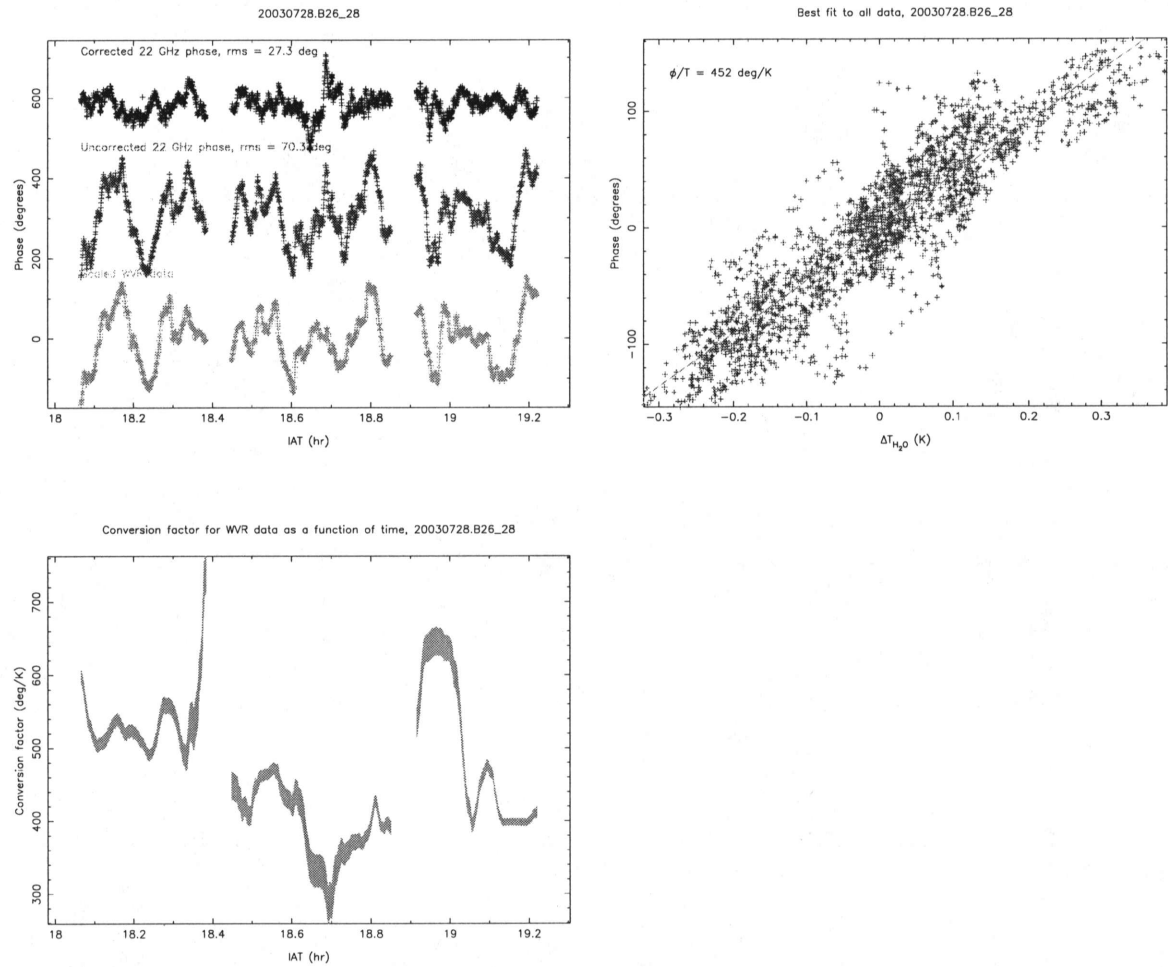 20030728.B26_28
Corrected 22 GHz phase, rms = 27.3 deg
Uncorrected 22 GHz phase, rms = 70.3 deg
WVR data
Phase (degrees)
600
400
200
0
18
18.2
18.4
18.6
18.8
19
19.2
IAT (hr)
Best fit to all data, 20030728.B26_28
ϕ/T = 452 deg/K
Phase (degrees)
100
0
−100
−0.3
−0.2
−0.1
0
0.1
0.2
0.3
ΔT_H₂O (K)
Conversion factor for WVR data as a function of time, 20030728.B26_28
Conversion factor (deg/K)
700
600
500
400
300
18
18.2
18.4
18.6
18.8
19
19.2
IAT (hr)